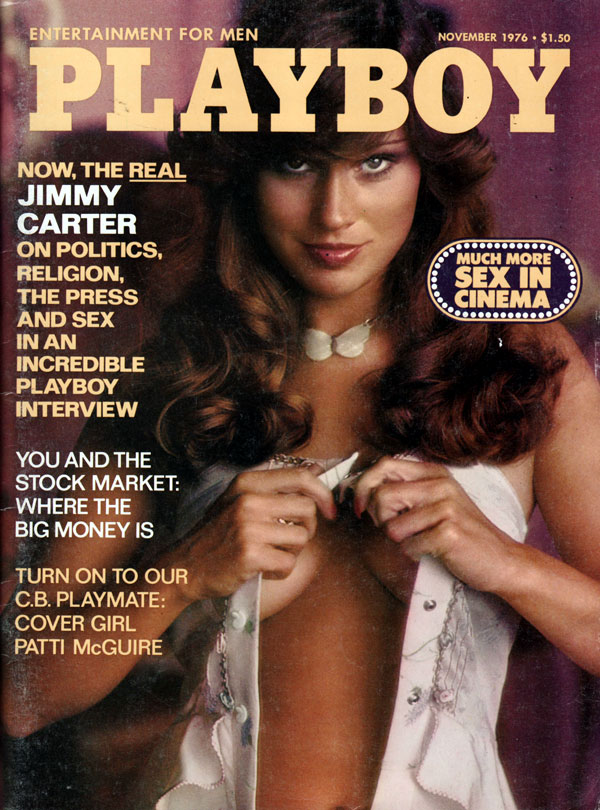 ENTERTAINMENT FOR MEN
NOVEMBER 1976 • $1.50
PLAYBOY
NOW, THE REAL
JIMMY
CARTER
ON POLITICS,
RELIGION,
THE PRESS
AND SEX
IN AN
INCREDIBLE
PLAYBOY
INTERVIEW
MUCH MORE
SEX IN
CINEMA
YOU AND THE
STOCK MARKET:
WHERE THE
BIG MONEY IS
TURN ON TO OUR
C.B. PLAYMATE:
COVER GIRL
PATTI McGUIRE